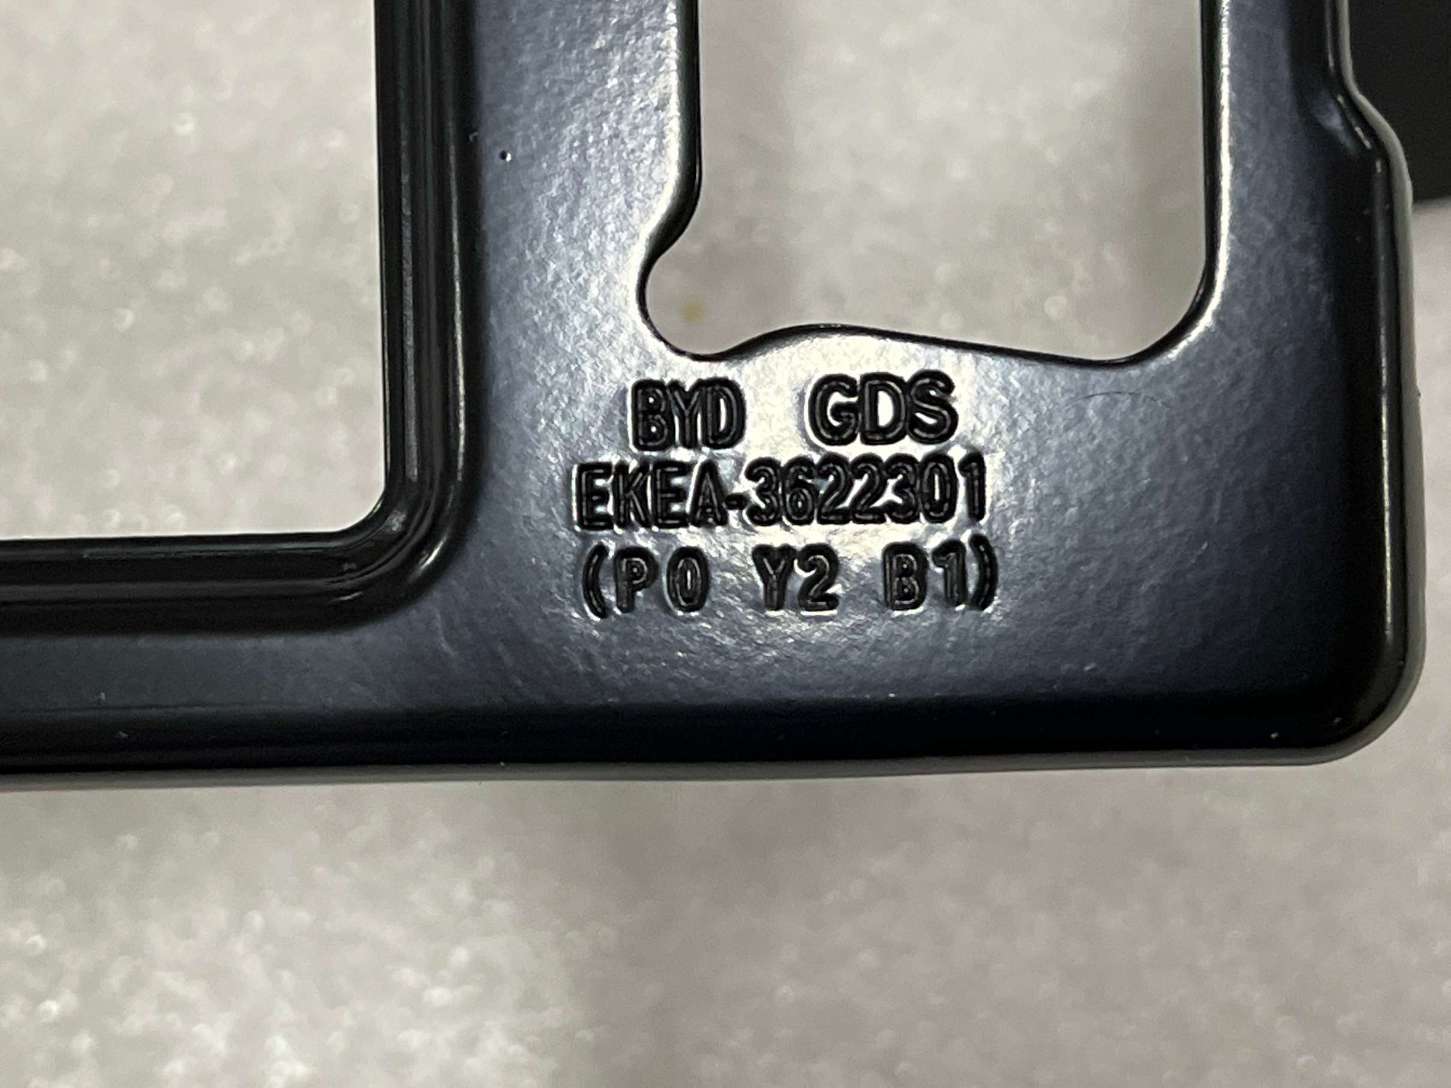 BYD GDS
EKEA-3622301
(P0 Y2 B1)